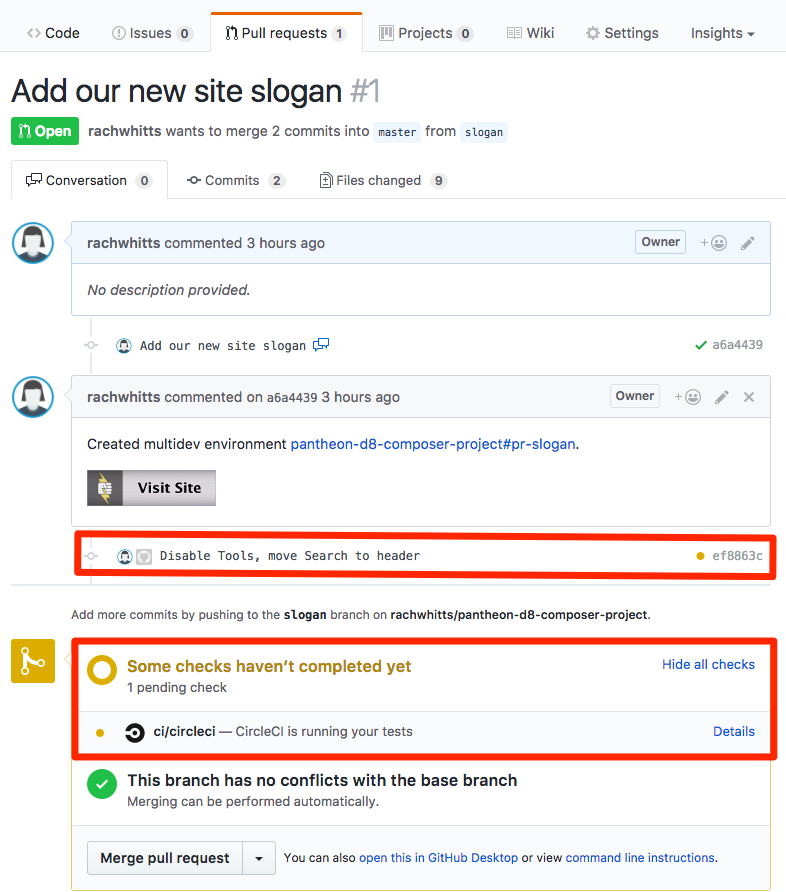 Code Issues 0 Pull requests 1 Projects 0 Wiki Settings Insights
Add our new site slogan #1
Open rachwhitts wants to merge 2 commits into master from slogan
Conversation 0 Commits 2 Files changed 9
rachwhitts commented 3 hours ago Owner +
No description provided.
Add our new site slogan a6a4439
rachwhitts commented on a6a4439 3 hours ago Owner +
Created multidev environment pantheon-d8-composer-project#pr-slogan.
Visit Site
Disable Tools, move Search to header ef8863c
Add more commits by pushing to the slogan branch on rachwhitts/pantheon-d8-composer-project.
Some checks haven’t completed yet Hide all checks
1 pending check
ci/circleci — CircleCI is running your tests Details
This branch has no conflicts with the base branch
Merging can be performed automatically.
Merge pull request You can also open this in GitHub Desktop or view command line instructions.